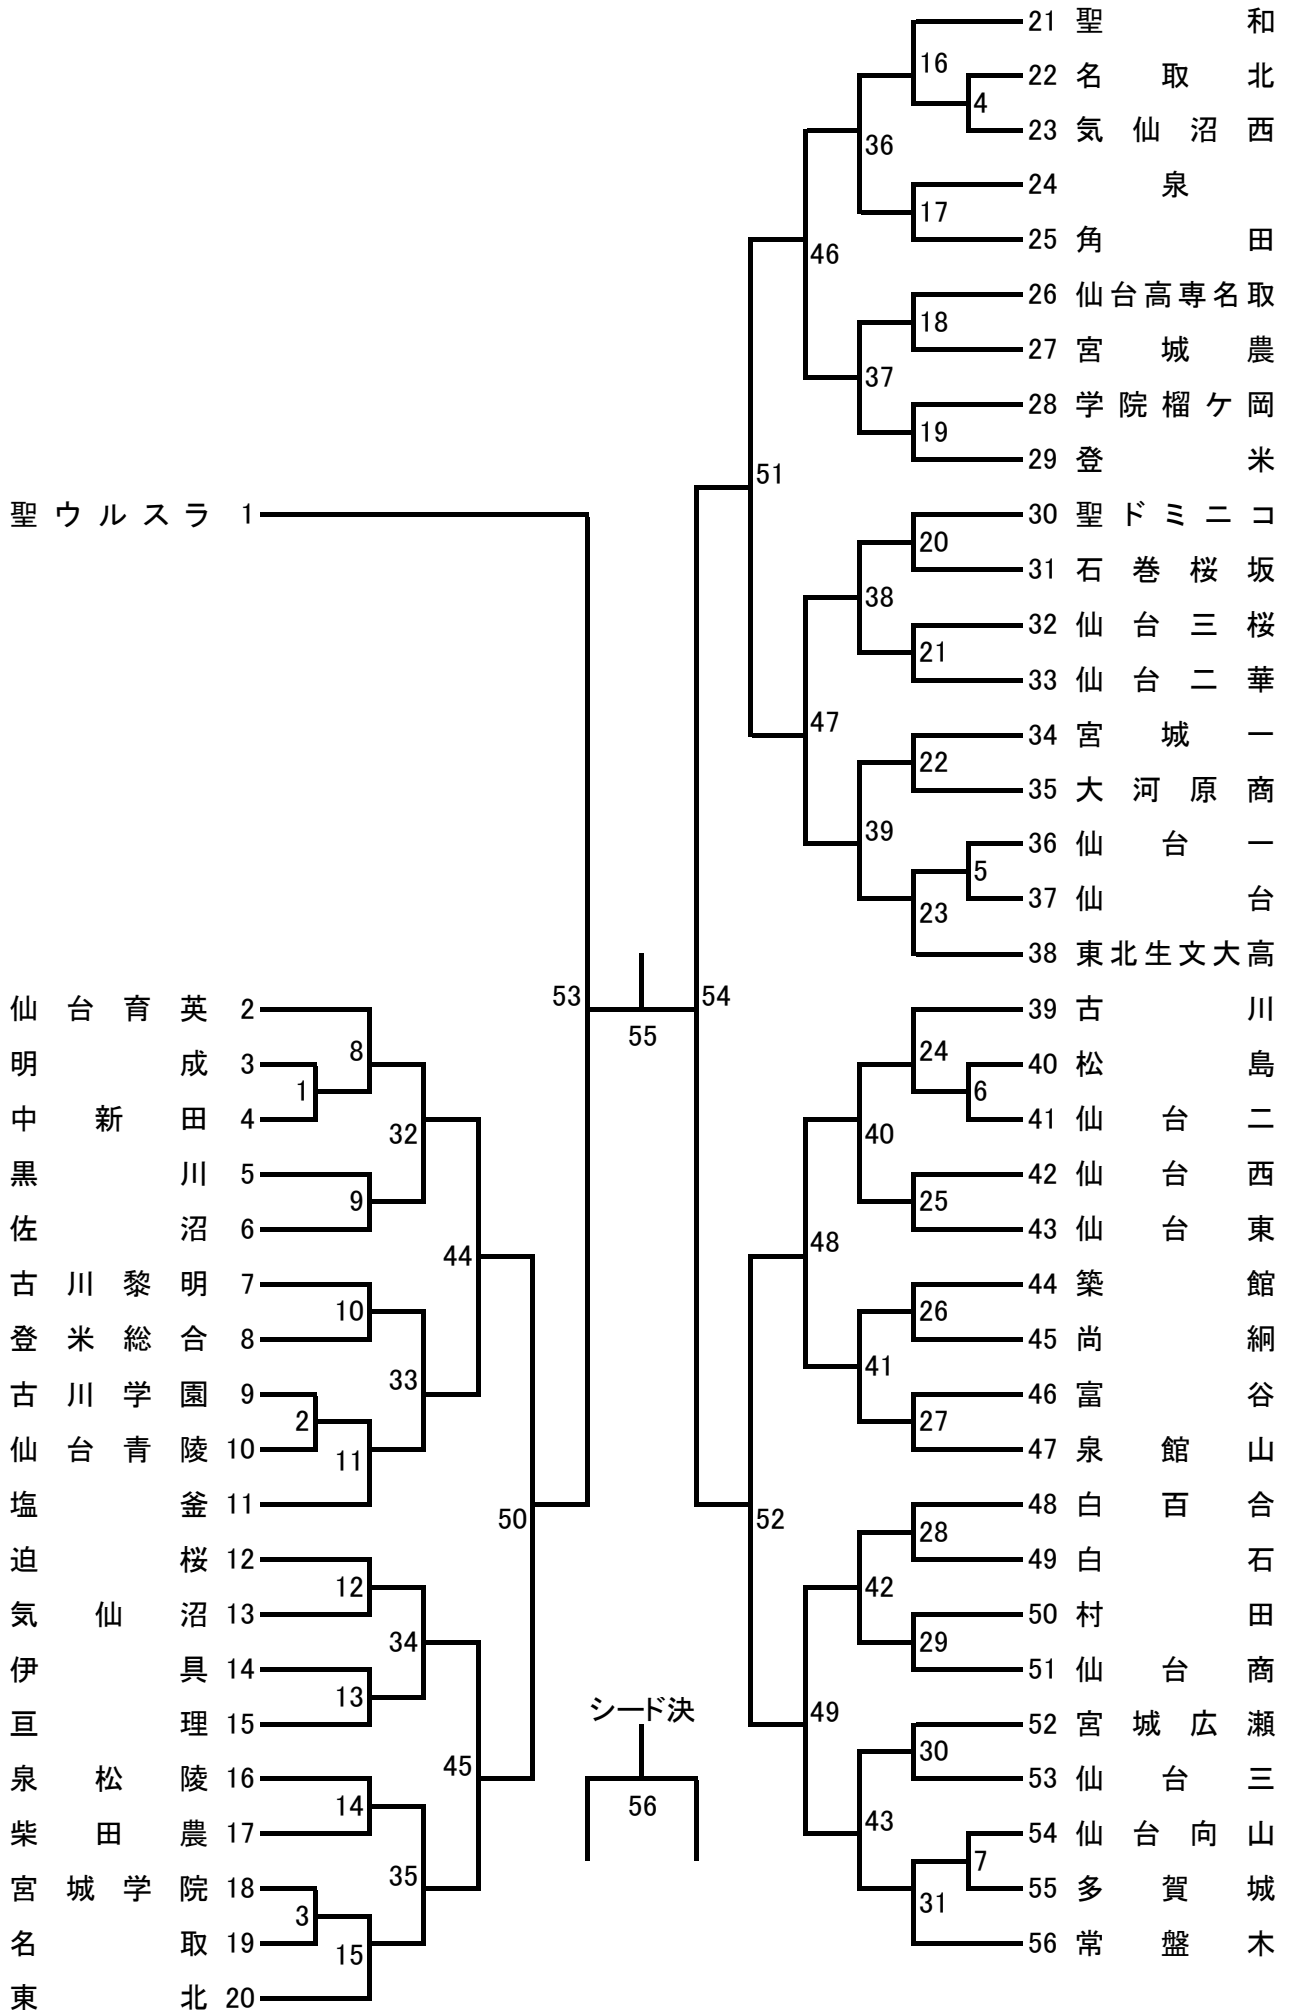 聖ウルスラ 1
仙台育英 2
明成 3
中新田 4
黒川 5
佐沼 6
古川黎明 7
登米総合 8
古川学園 9
仙台青陵 10
塩釜 11
迫桜 12
気仙沼 13
伊具 14
亘理 15
泉松陵 16
柴田農 17
宮城学院 18
名取 19
東北 20
1
2
3
8
9
10
11
12
13
14
15
32
33
34
35
44
45
50
53
55
54
シード決
56
51
52
46
47
48
49
36
37
38
39
40
41
42
43
16
17
18
19
20
21
22
23
24
25
26
27
28
29
30
31
4
5
6
7
21 聖和
22 名取北
23 気仙沼西
24 泉
25 角田
26 仙台高専名取
27 宮城農
28 学院榴ケ岡
29 登米
30 聖ドミニコ
31 石巻桜坂
32 仙台三桜
33 仙台二華
34 宮城一
35 大河原商
36 仙台一
37 仙台
38 東北生文大高
39 古川
40 松島
41 仙台二
42 仙台西
43 仙台東
44 築館
45 尚絅
46 富谷
47 泉館山
48 白百合
49 白石
50 村田
51 仙台商
52 宮城広瀬
53 仙台三
54 仙台向山
55 多賀城
56 常盤木